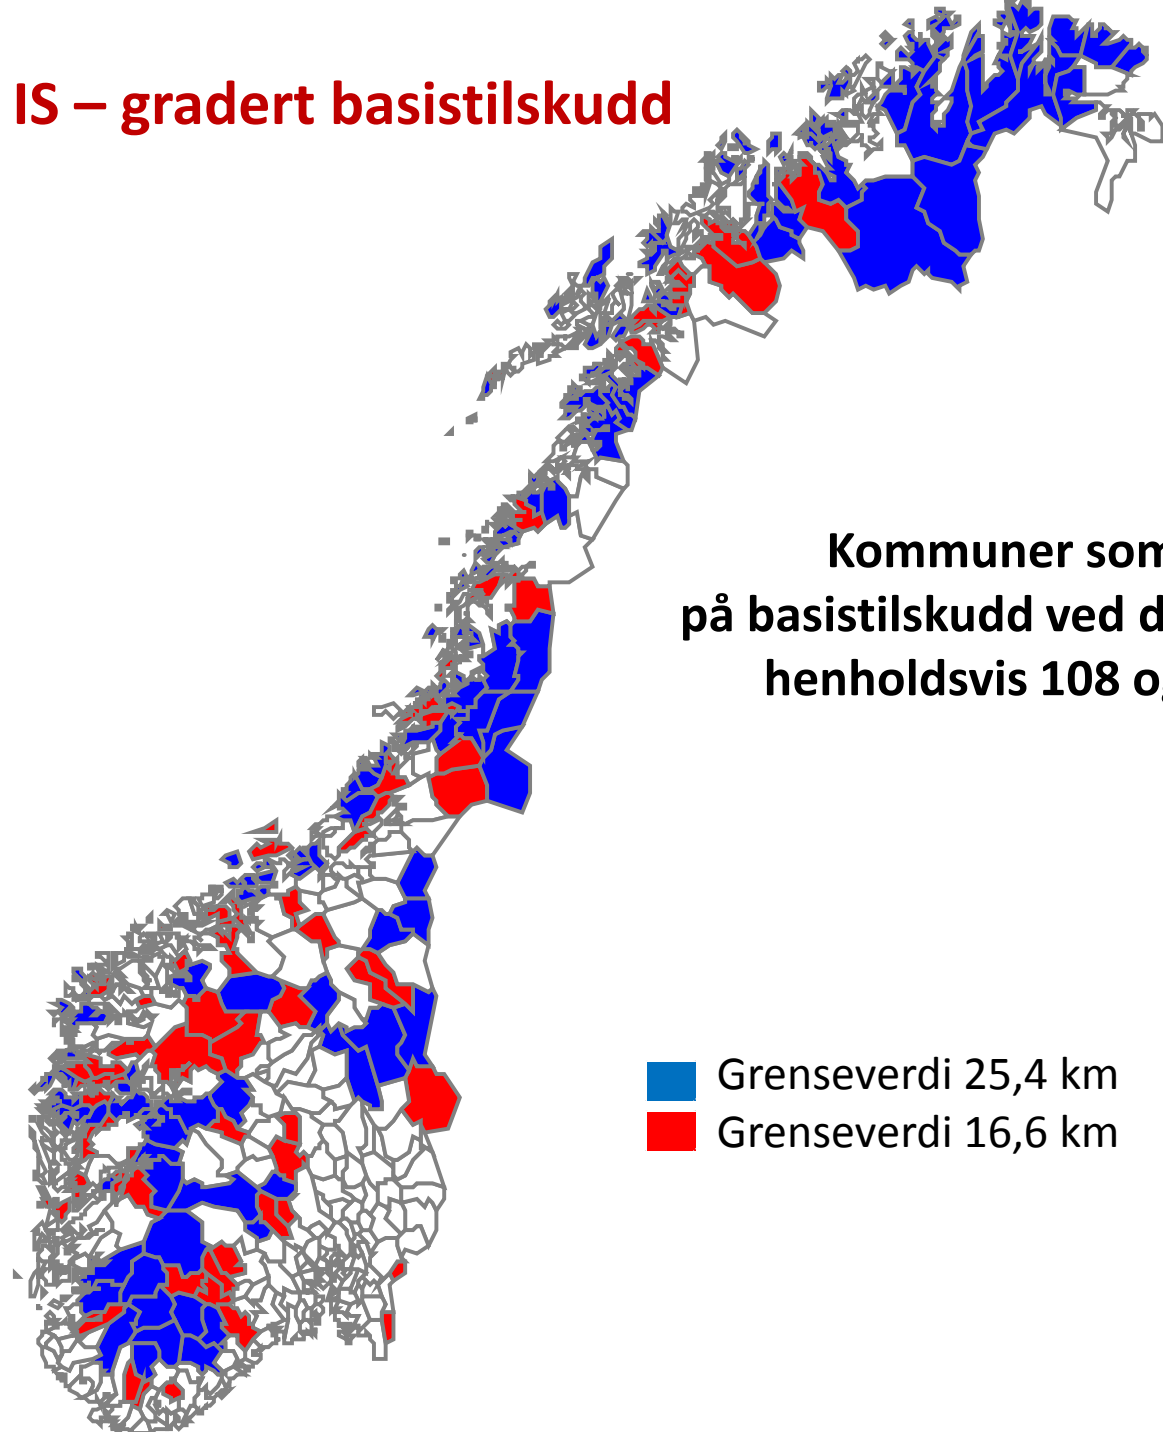 IS – gradert basistilskudd
Kommuner som
på basistilskudd ved d
henholdsvis 108 o
Grenseverdi 25,4 km
Grenseverdi 16,6 km